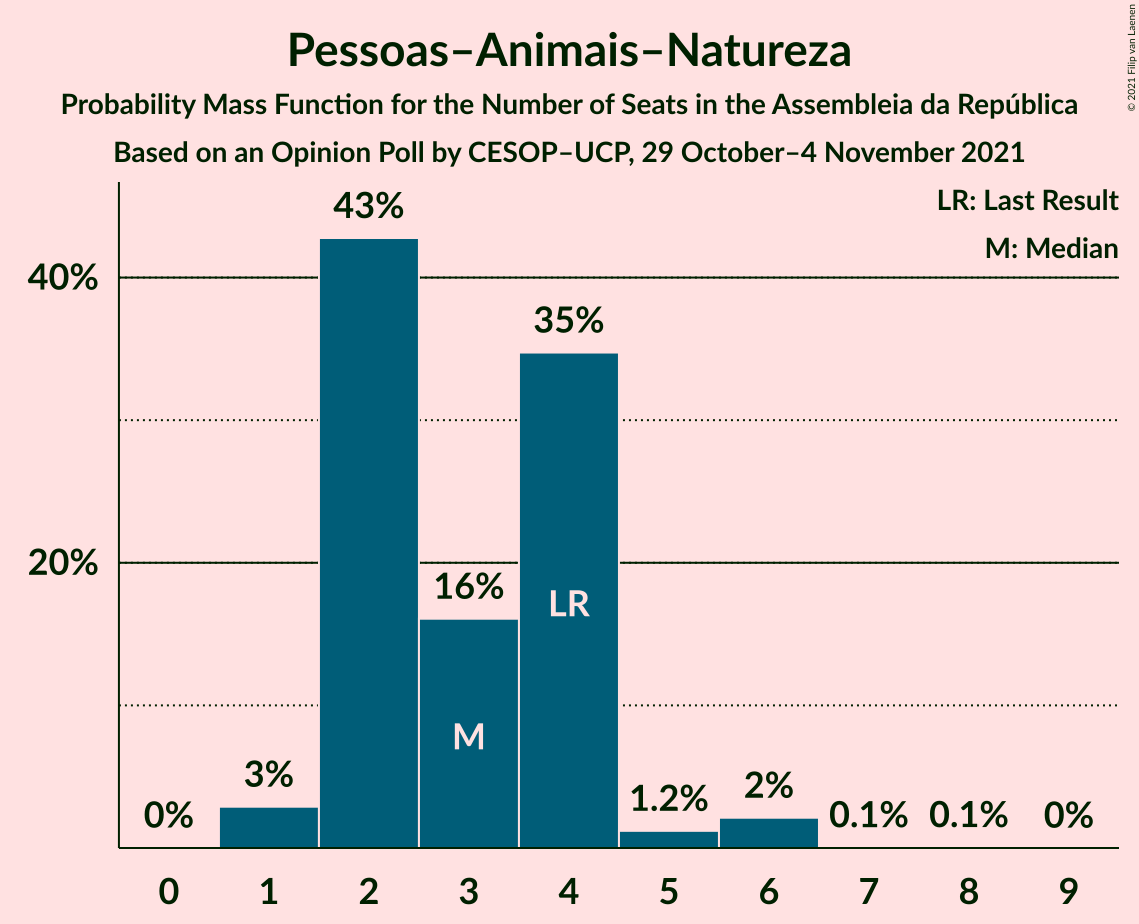 Pessoas–Animais–Natureza
Probability Mass Function for the Number of Seats in the Assembleia da República
Based on an Opinion Poll by CESOP–UCP, 29 October–4 November 2021
© 2021 Filip van Laenen
LR: Last Result
M: Median
40%
20%
0%
3%
43%
16%
35%
1.2%
2%
0.1%
0.1%
0%
M
LR
0 1 2 3 4 5 6 7 8 9